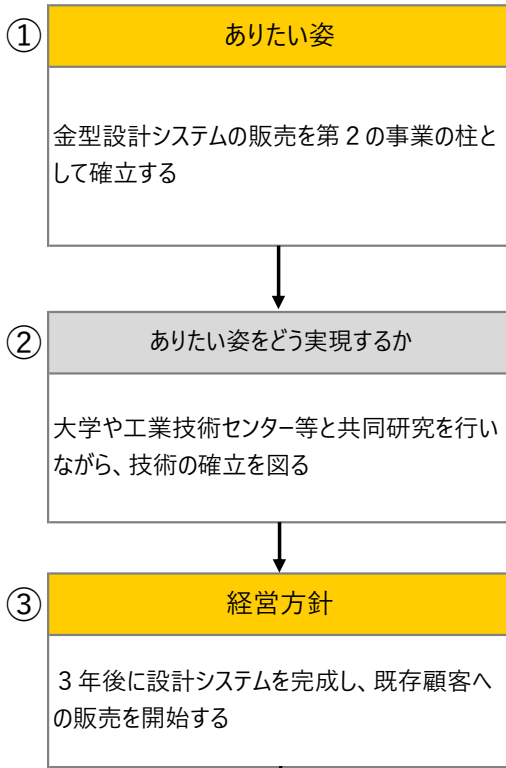 ①
ありたい姿
金型設計システムの販売を第２の事業の柱と
して確立する
②
ありたい姿をどう実現するか
大学や工業技術センター等と共同研究を行い
ながら、技術の確立を図る
③
経営方針
３年後に設計システムを完成し、既存顧客へ
の販売を開始する